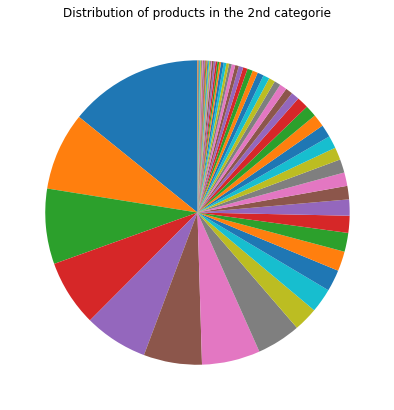 Distribution of products in the 2nd categorie